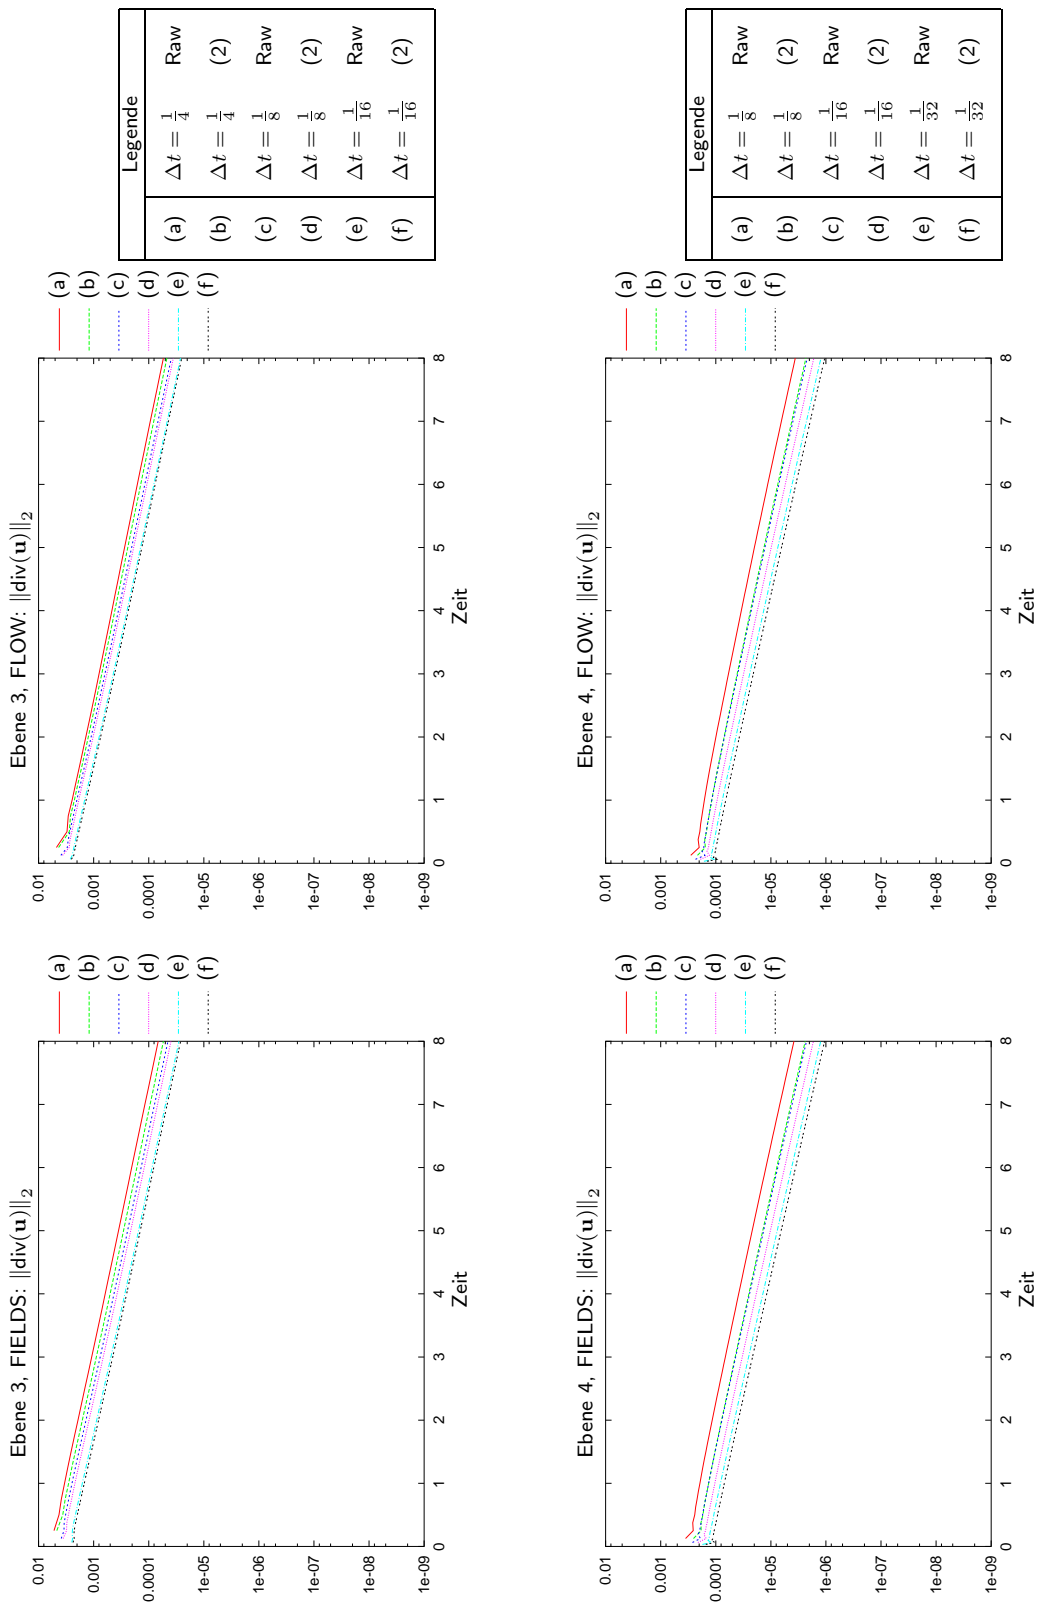 Ebene 3, FIELDS: ||div(u)||₂
0.01
0.0001
0.0001
1e-05
1e-06
1e-07
1e-08
1e-09
0 1 2 3 4 5 6 7 8
Zeit
(a)
(b)
(c)
(d)
(e)
(f)
Ebene 3, FLOW: ||div(u)||₂
0.01
0.0001
0.0001
1e-05
1e-06
1e-07
1e-08
1e-09
0 1 2 3 4 5 6 7 8
Zeit
(a)
(b)
(c)
(d)
(e)
(f)
Legende
(a) Δt = 1/4 Raw
(b) Δt = 1/4 (2)
(c) Δt = 1/8 Raw
(d) Δt = 1/8 (2)
(e) Δt = 1/16 Raw
(f) Δt = 1/16 (2)
Ebene 4, FIELDS: ||div(u)||₂
0.01
0.0001
0.0001
1e-05
1e-06
1e-07
1e-08
1e-09
0 1 2 3 4 5 6 7 8
Zeit
(a)
(b)
(c)
(d)
(e)
(f)
Ebene 4, FLOW: ||div(u)||₂
0.01
0.0001
0.0001
1e-05
1e-06
1e-07
1e-08
1e-09
0 1 2 3 4 5 6 7 8
Zeit
(a)
(b)
(c)
(d)
(e)
(f)
Legende
(a) Δt = 1/8 Raw
(b) Δt = 1/8 (2)
(c) Δt = 1/16 Raw
(d) Δt = 1/16 (2)
(e) Δt = 1/32 Raw
(f) Δt = 1/32 (2)